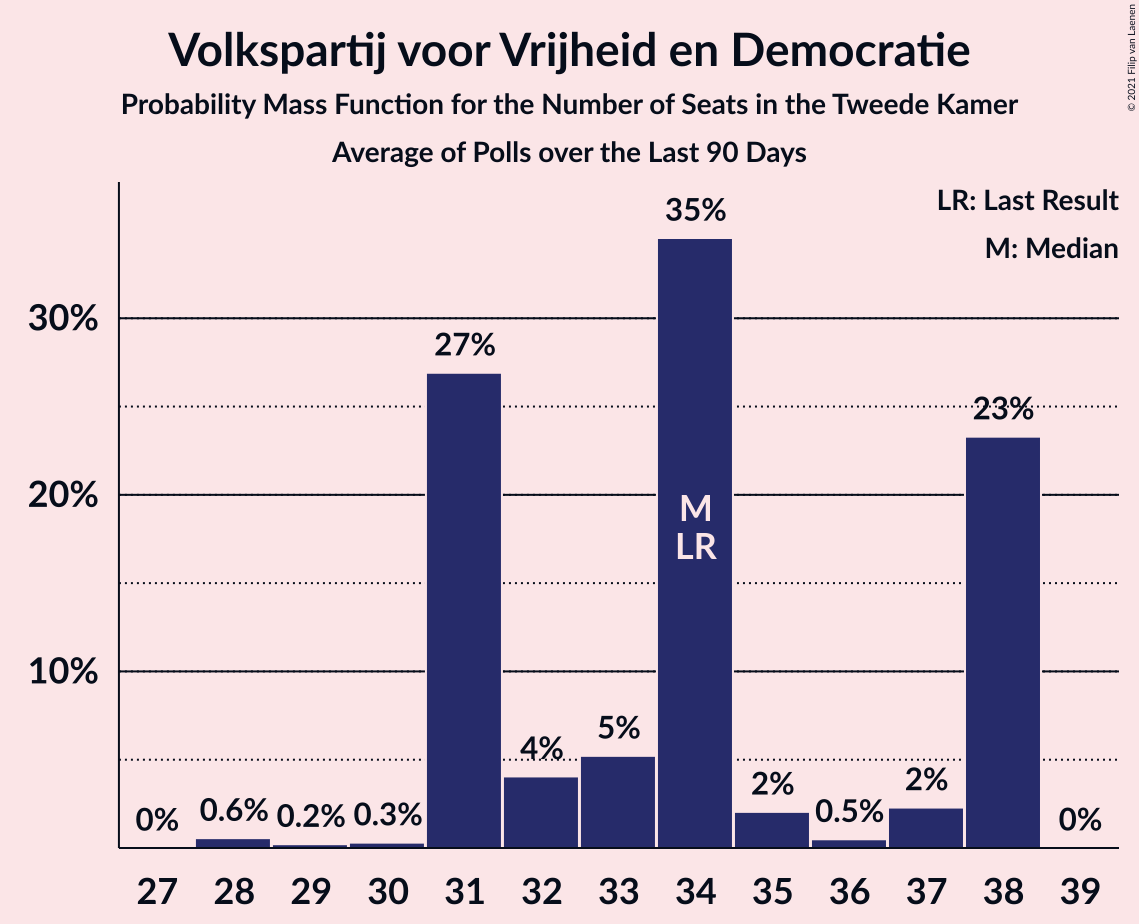 Volkspartij voor Vrijheid en Democratie
Probability Mass Function for the Number of Seats in the Tweede Kamer
Average of Polls over the Last 90 Days
© 2021 Filip van Laenen
LR: Last Result
M: Median
35%
30%
27%
23%
20%
M
LR
10%
5%
4%
2%
2%
0%
0.6%
0.2%
0.3%
0.5%
0%
27 28 29 30 31 32 33 34 35 36 37 38 39